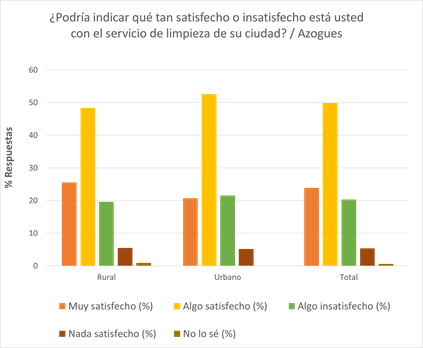 ¿Podría indicar qué tan satisfecho o insatisfecho está usted
con el servicio de limpieza de su ciudad? / Azogues
% Respuestas
60
50
40
30
20
10
0
Rural
Urbano
Total
Muy satisfecho (%)
Algo satisfecho (%)
Algo insatisfecho (%)
Nada satisfecho (%)
No lo sé (%)